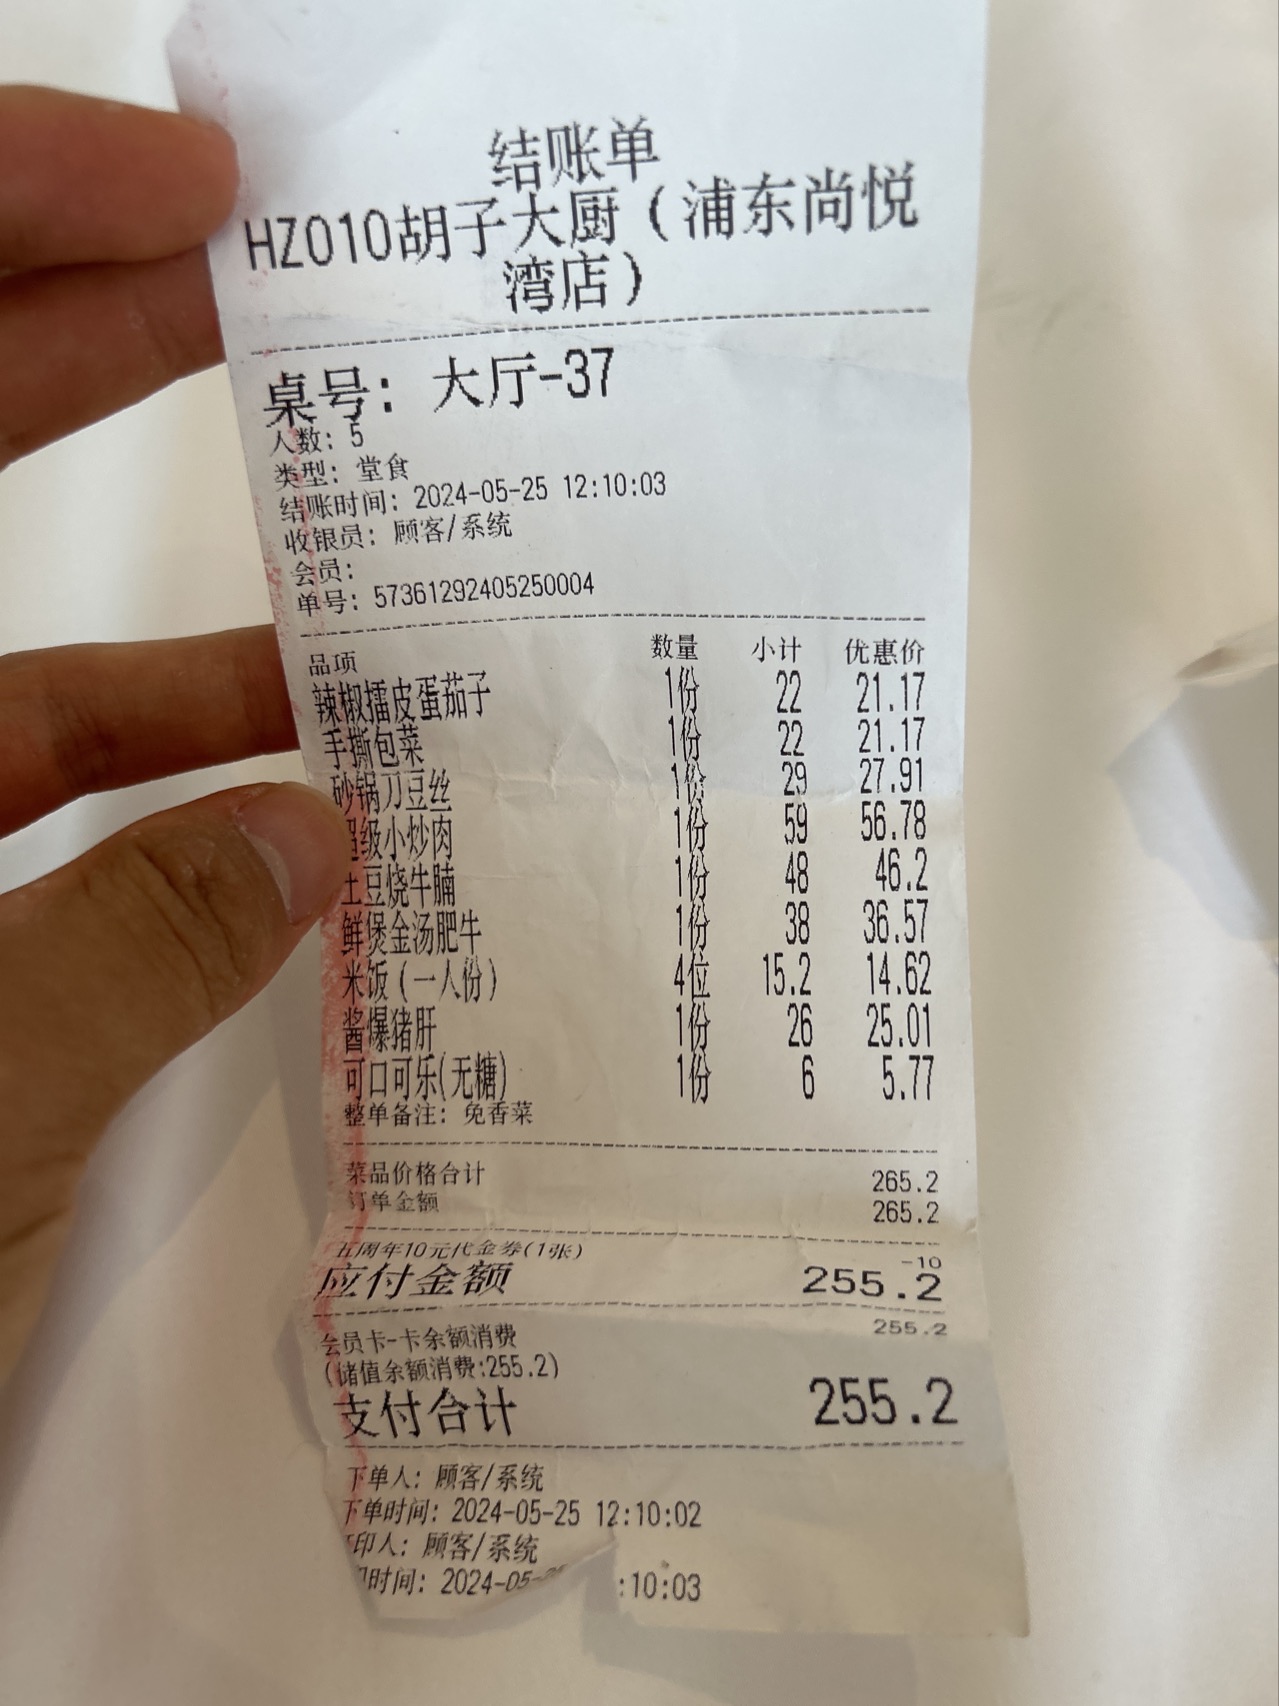 结账单
HZ010胡子大厨（浦东尚悦
湾店）
桌号： 大厅-37
人数： 5
类型： 堂食
结账时间： 2024-05-25 12:10:03
收银员： 顾客/系统
会员：
单号： 57361292405250004
品项 数量 小计 优惠价
辣椒擂皮蛋茄子 1份 22 21.17
手撕包菜 1份 22 21.17
砂锅刀豆丝 1份 29 27.91
超级小炒肉 1份 59 56.78
土豆烧牛腩 1份 48 46.2
鲜煲金汤肥牛 1份 38 36.57
米饭（一人份） 4位 15.2 14.62
酱爆猪肝 1份 26 25.01
可口可乐(无糖) 1份 6 5.77
整单备注： 免香菜
菜品价格合计 265.2
订单金额 265.2
五周年10元代金券(1张) -10
应付金额 255.2
会员卡-卡余额消费 255.2
(储值余额消费:255.2)
支付合计 255.2
下单人： 顾客/系统
下单时间： 2024-05-25 12:10:02
印人： 顾客/系统
时间： 2024-05- :10:03